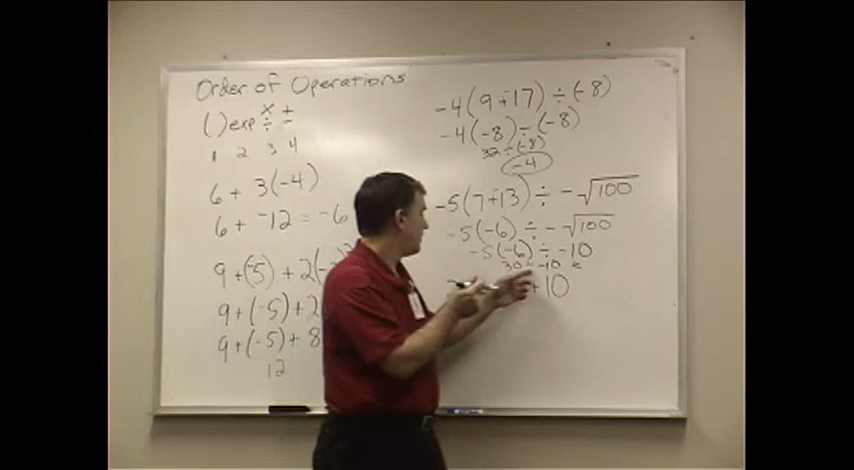 Order of Operations
( ) exp × ÷ + −
1 2 3 4
6 + 3(-4)
6 + -12 = -6
9 + (-5) + 2(-2
9 + (-5) + 2
9 + (-5) + 8
12
-4(9 + -17) ÷ (-8)
-4(-8) ÷ (-8)
32 ÷ (-8)
-4
-5(7 + -13) ÷ -√100
-5(-6) ÷ -√100
-5(-6) ÷ -10
30 ÷ -10
+ 10